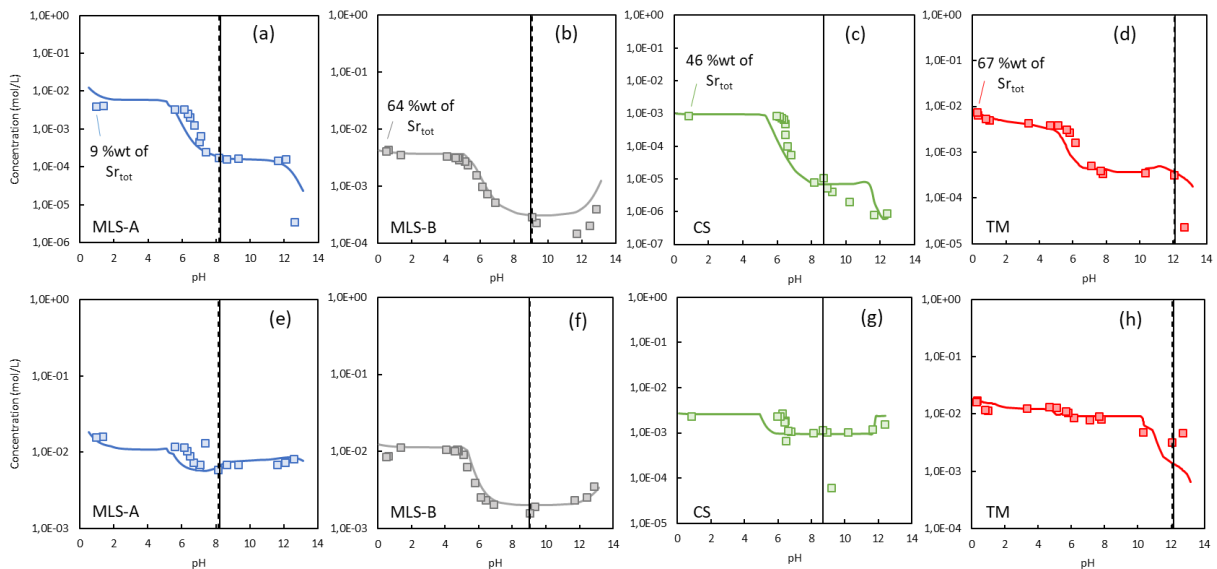 (a)
1,0E+00
1,0E-01
1,0E-02
1,0E-03
1,0E-04
1,0E-05
1,0E-06
Concentration (mol/L)
9 %wt of
Srtot
MLS-A
0 2 4 6 8 10 12 14
pH
(b)
1,0E+00
1,0E-01
1,0E-02
1,0E-03
1,0E-04
64 %wt of
Srtot
MLS-B
0 2 4 6 8 10 12 14
pH
(c)
1,0E+00
1,0E-01
1,0E-02
1,0E-03
1,0E-04
1,0E-05
1,0E-06
1,0E-07
46 %wt of
Srtot
CS
0 2 4 6 8 10 12 14
pH
(d)
1,0E+00
1,0E-01
1,0E-02
1,0E-03
1,0E-04
1,0E-05
67 %wt of
Srtot
TM
0 2 4 6 8 10 12 14
pH
(e)
1,0E+00
1,0E-01
1,0E-02
1,0E-03
Concentration (mol/L)
MLS-A
0 2 4 6 8 10 12 14
pH
(f)
1,0E+00
1,0E-01
1,0E-02
1,0E-03
MLS-B
0 2 4 6 8 10 12 14
pH
(g)
1,0E+00
1,0E-01
1,0E-02
1,0E-03
1,0E-04
1,0E-05
CS
0 2 4 6 8 10 12 14
pH
(h)
1,0E+00
1,0E-01
1,0E-02
1,0E-03
1,0E-04
TM
0 2 4 6 8 10 12 14
pH